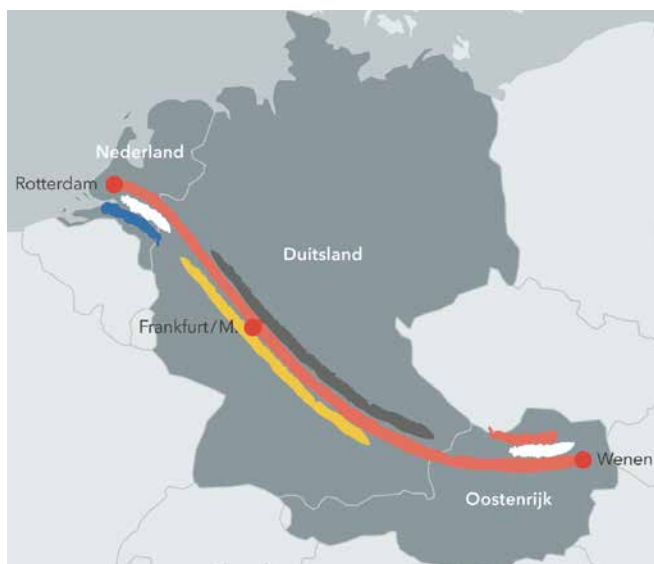 Nederland
Rotterdam
Duitsland
Frankfurt/M.
Wenen
Oostenrijk